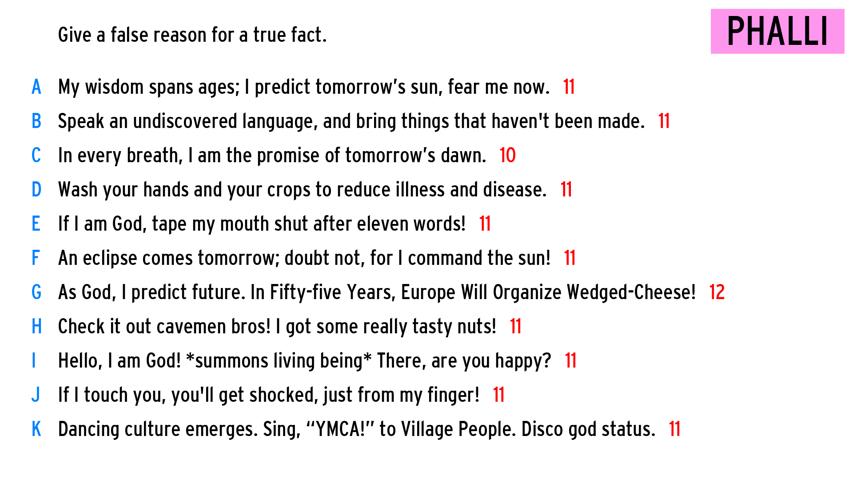 Give a false reason for a true fact.
PHALLI
A My wisdom spans ages; I predict tomorrow’s sun, fear me now. 11
B Speak an undiscovered language, and bring things that haven't been made. 11
C In every breath, I am the promise of tomorrow’s dawn. 10
D Wash your hands and your crops to reduce illness and disease. 11
E If I am God, tape my mouth shut after eleven words! 11
F An eclipse comes tomorrow; doubt not, for I command the sun! 11
G As God, I predict future. In Fifty-five Years, Europe Will Organize Wedged-Cheese! 12
H Check it out cavemen bros! I got some really tasty nuts! 11
I Hello, I am God! *summons living being* There, are you happy? 11
J If I touch you, you'll get shocked, just from my finger! 11
K Dancing culture emerges. Sing, “YMCA!” to Village People. Disco god status. 11